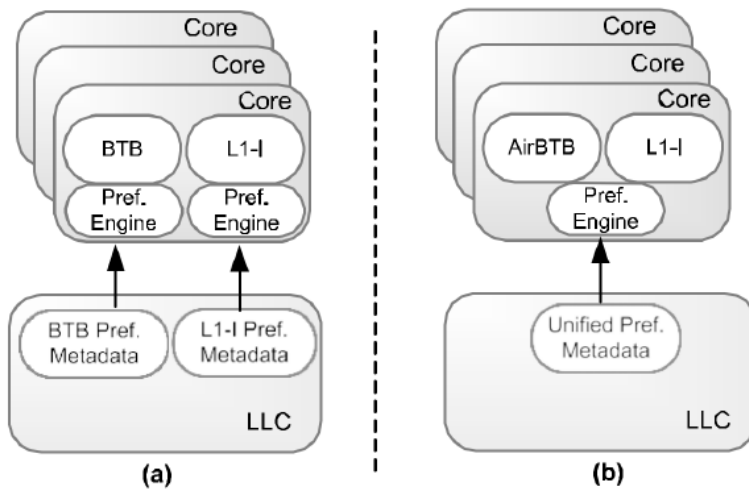 Core
Core
Core
BTB
L1-I
Pref.
Engine
Pref.
Engine
BTB Pref.
Metadata
L1-I Pref.
Metadata
LLC
(a)
Core
Core
Core
AirBTB
L1-I
Pref.
Engine
Unified Pref.
Metadata
LLC
(b)